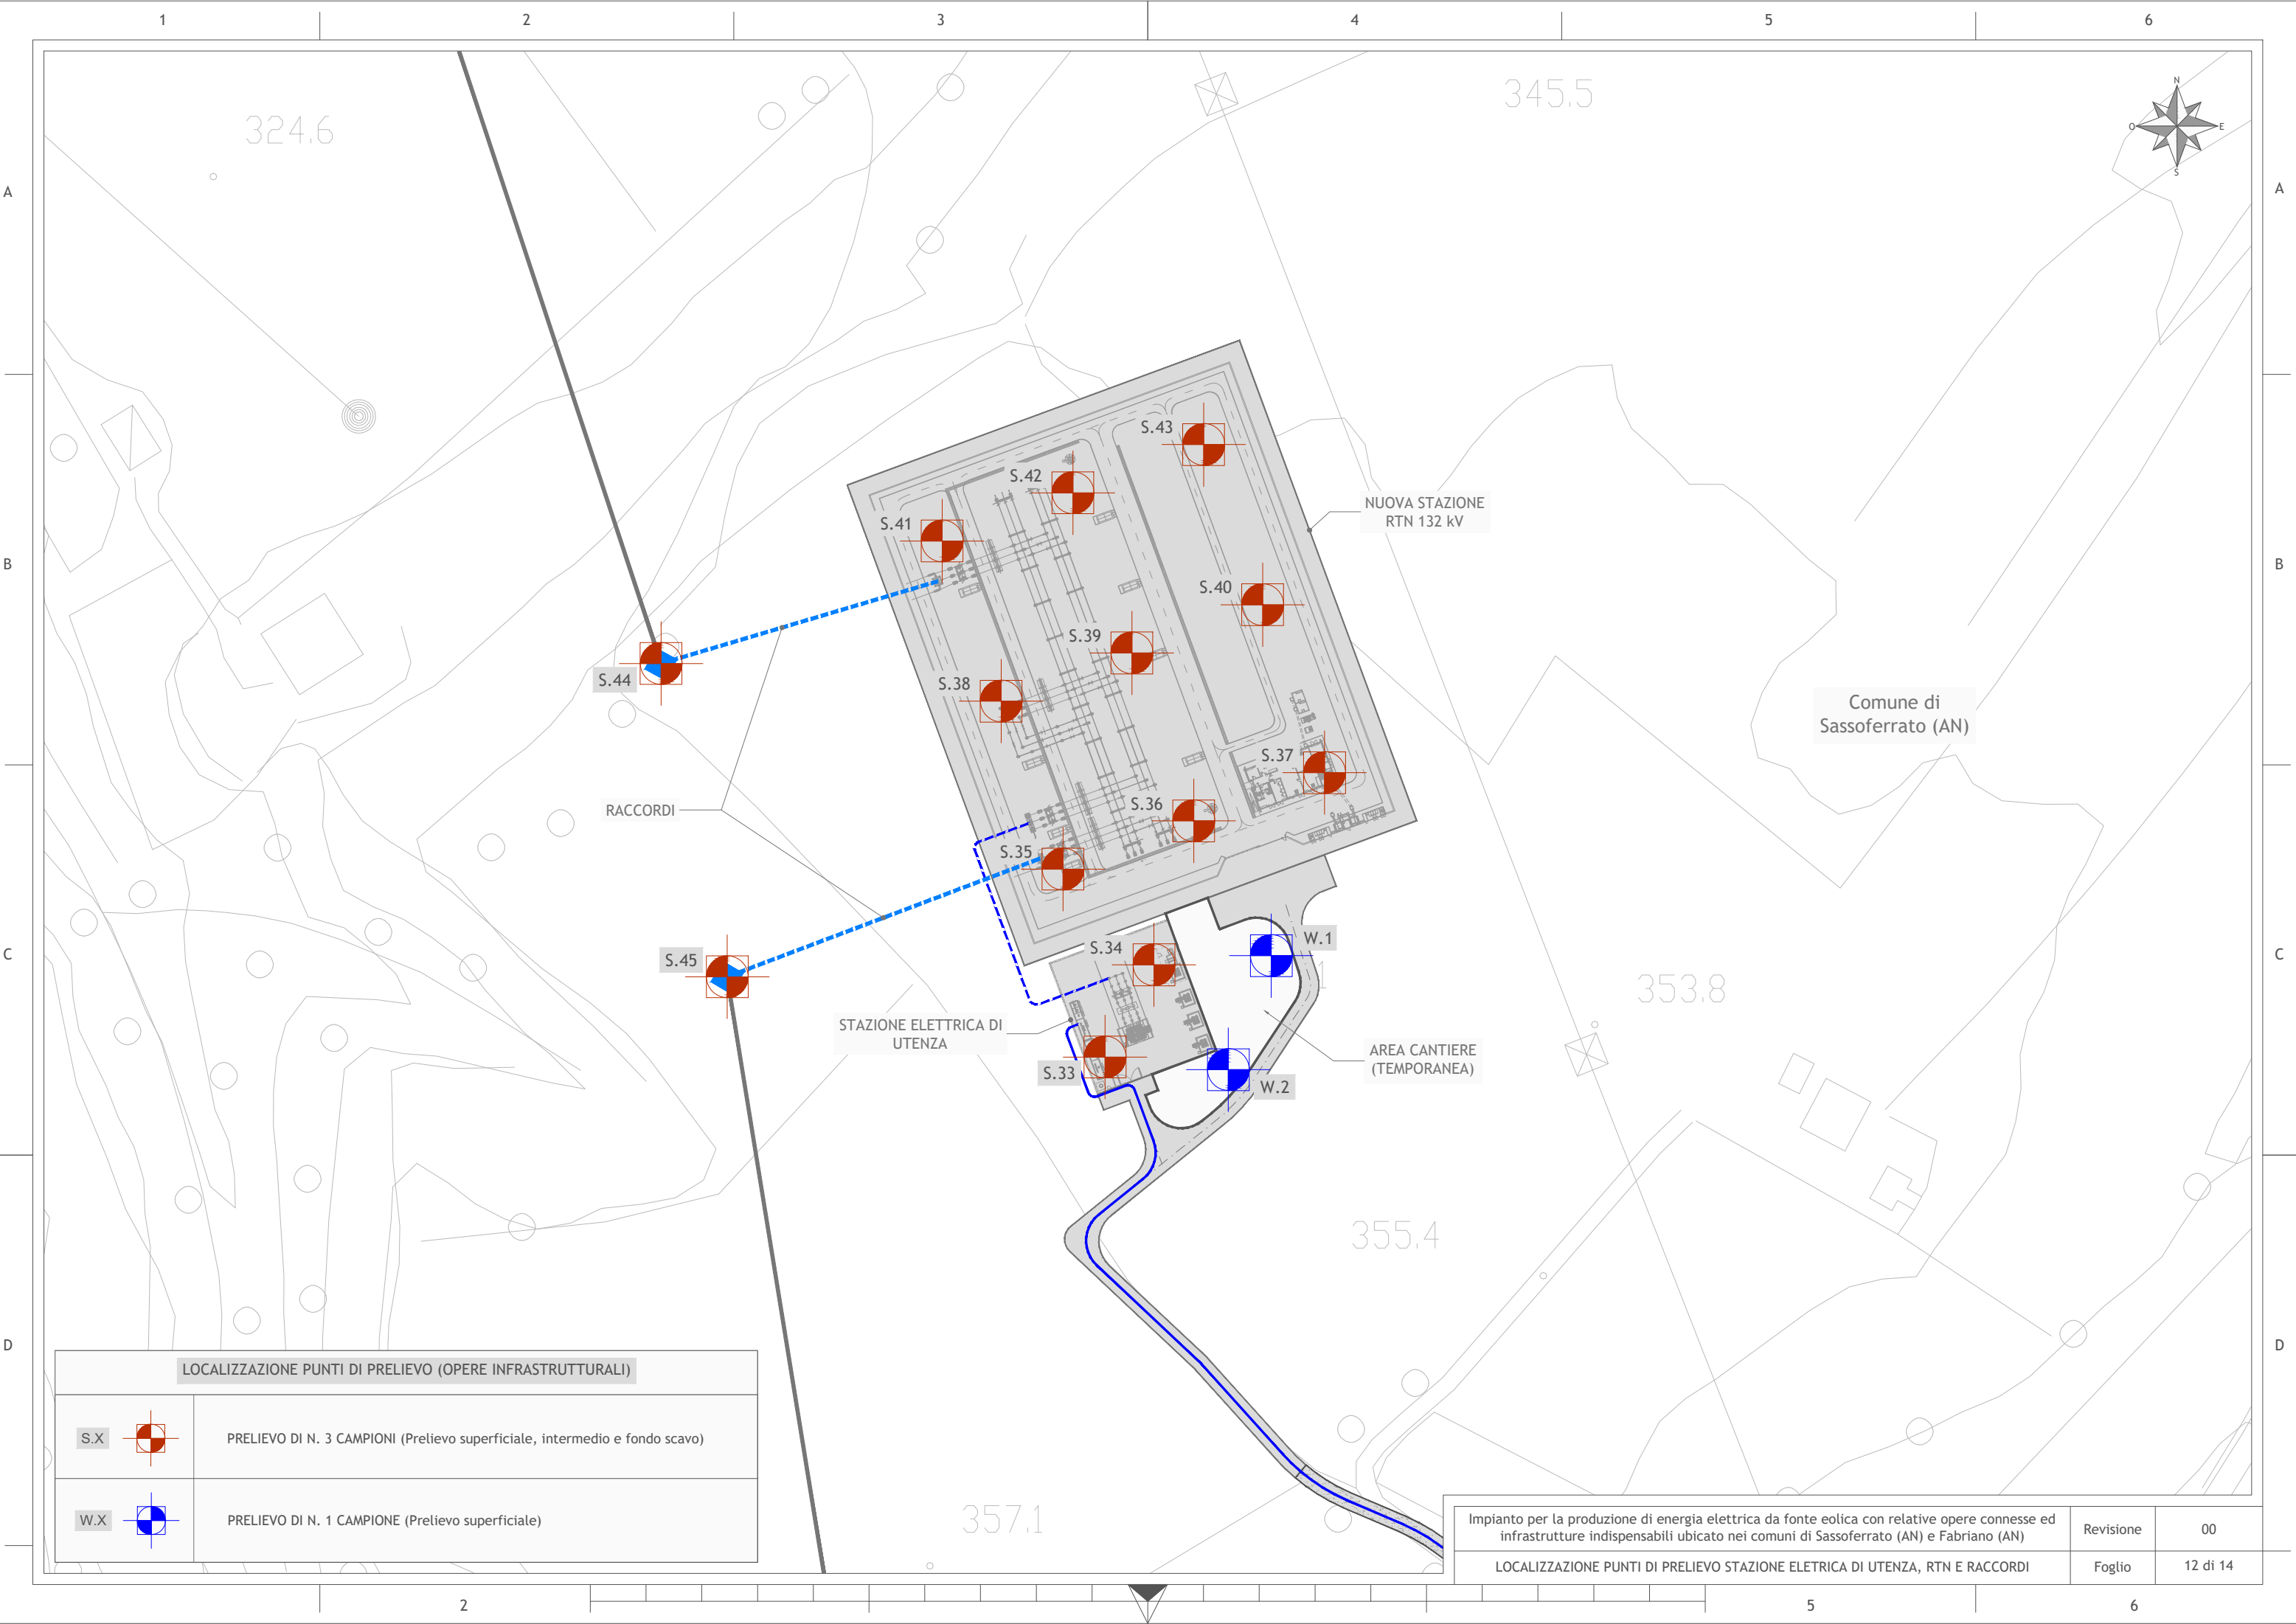 1
2
3
4
5
6
324.6
345.5
N
O
E
S
A
A
S.43
S.42
NUOVA STAZIONE
RTN 132 kV
S.41
B
B
S.40
S.39
S.44
S.38
Comune di
Sassoferrato (AN)
S.37
S.36
RACCORDI
S.35
W.1
S.34
S.45
C
C
353.8
STAZIONE ELETTRICA DI
UTENZA
AREA CANTIERE
(TEMPORANEA)
S.33
W.2
355.4
D
D
LOCALIZZAZIONE PUNTI DI PRELIEVO (OPERE INFRASTRUTTURALI)
S.X
PRELIEVO DI N. 3 CAMPIONI (Prelievo superficiale, intermedio e fondo scavo)
W.X
PRELIEVO DI N. 1 CAMPIONE (Prelievo superficiale)
357.1
Impianto per la produzione di energia elettrica da fonte eolica con relative opere connesse ed
infrastrutture indispensabili ubicato nei comuni di Sassoferrato (AN) e Fabriano (AN)
Revisione
00
LOCALIZZAZIONE PUNTI DI PRELIEVO STAZIONE ELETRICA DI UTENZA, RTN E RACCORDI
Foglio
12 di 14
2
5
6